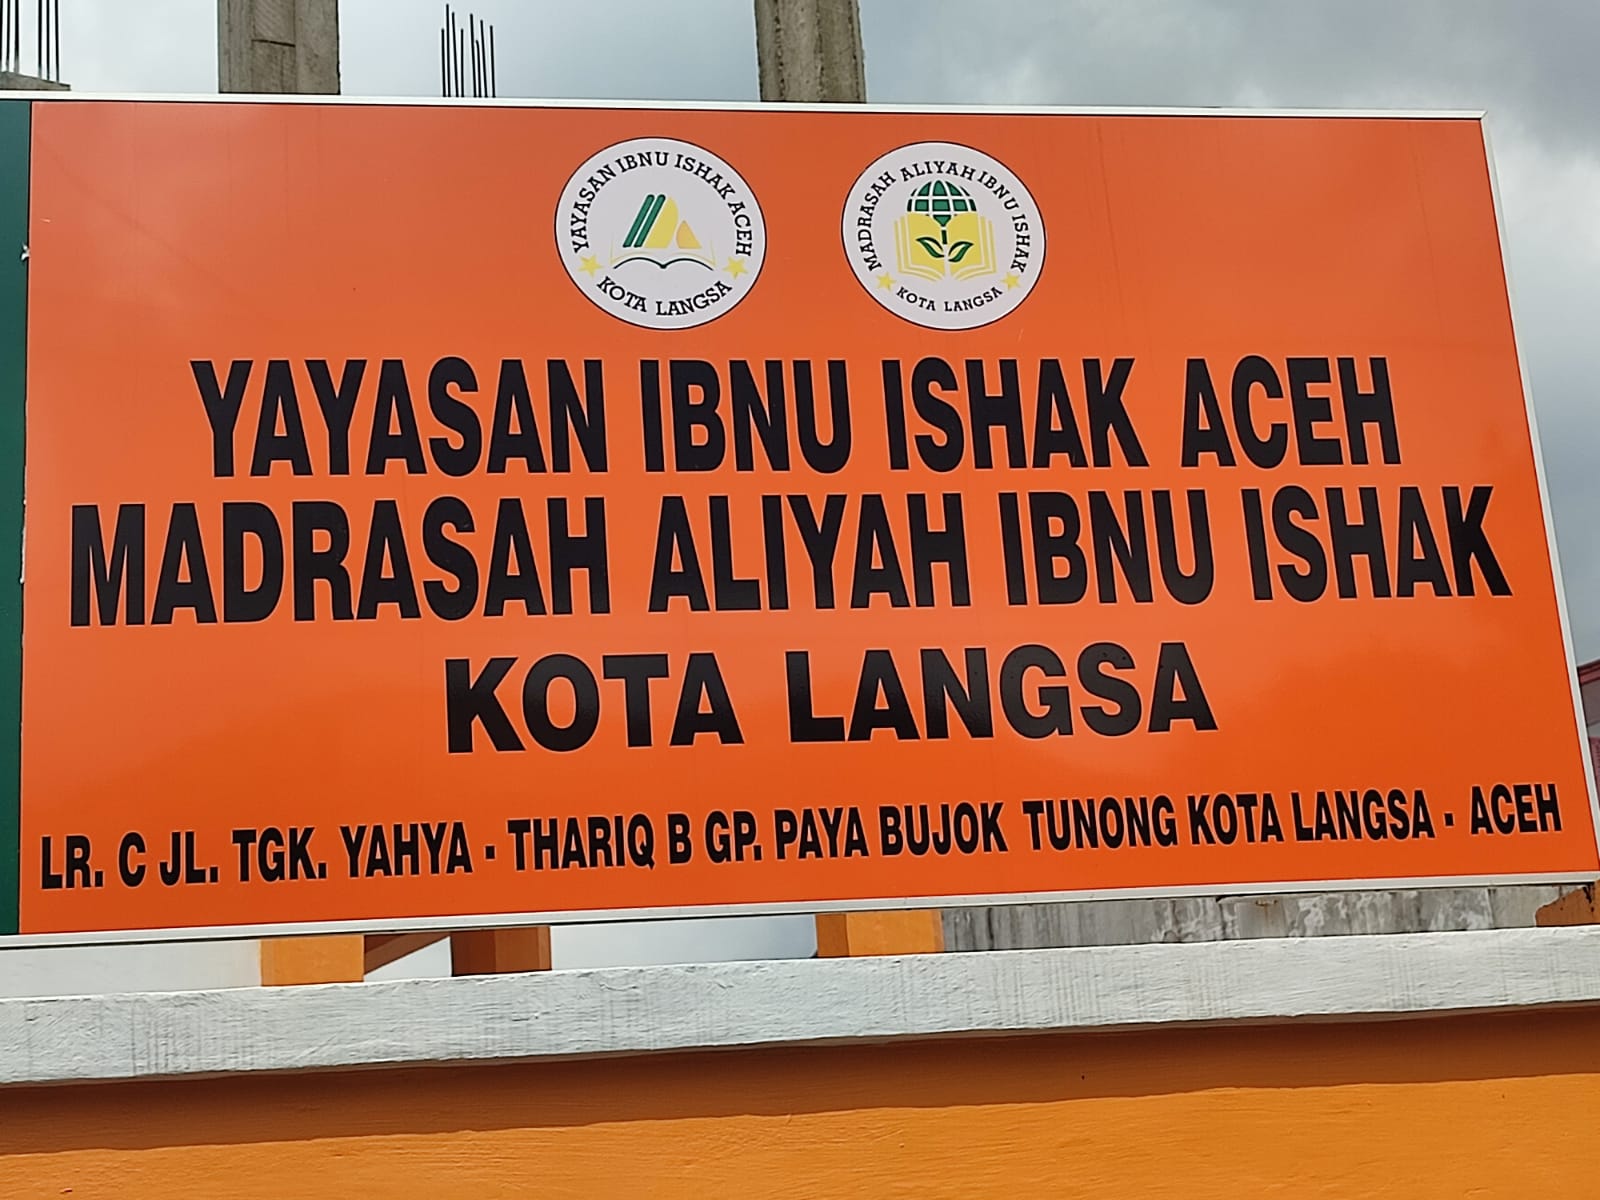 YAYASAN IBNU ISHAK ACEH
KOTA LANGSA
MADRASAH ALIYAH IBNU ISHAK
KOTA LANGSA
YAYASAN IBNU ISHAK ACEH
MADRASAH ALIYAH IBNU ISHAK
KOTA LANGSA
LR. C JL. TGK. YAHYA - THARIQ B GP. PAYA BUJOK TUNONG KOTA LANGSA - ACEH